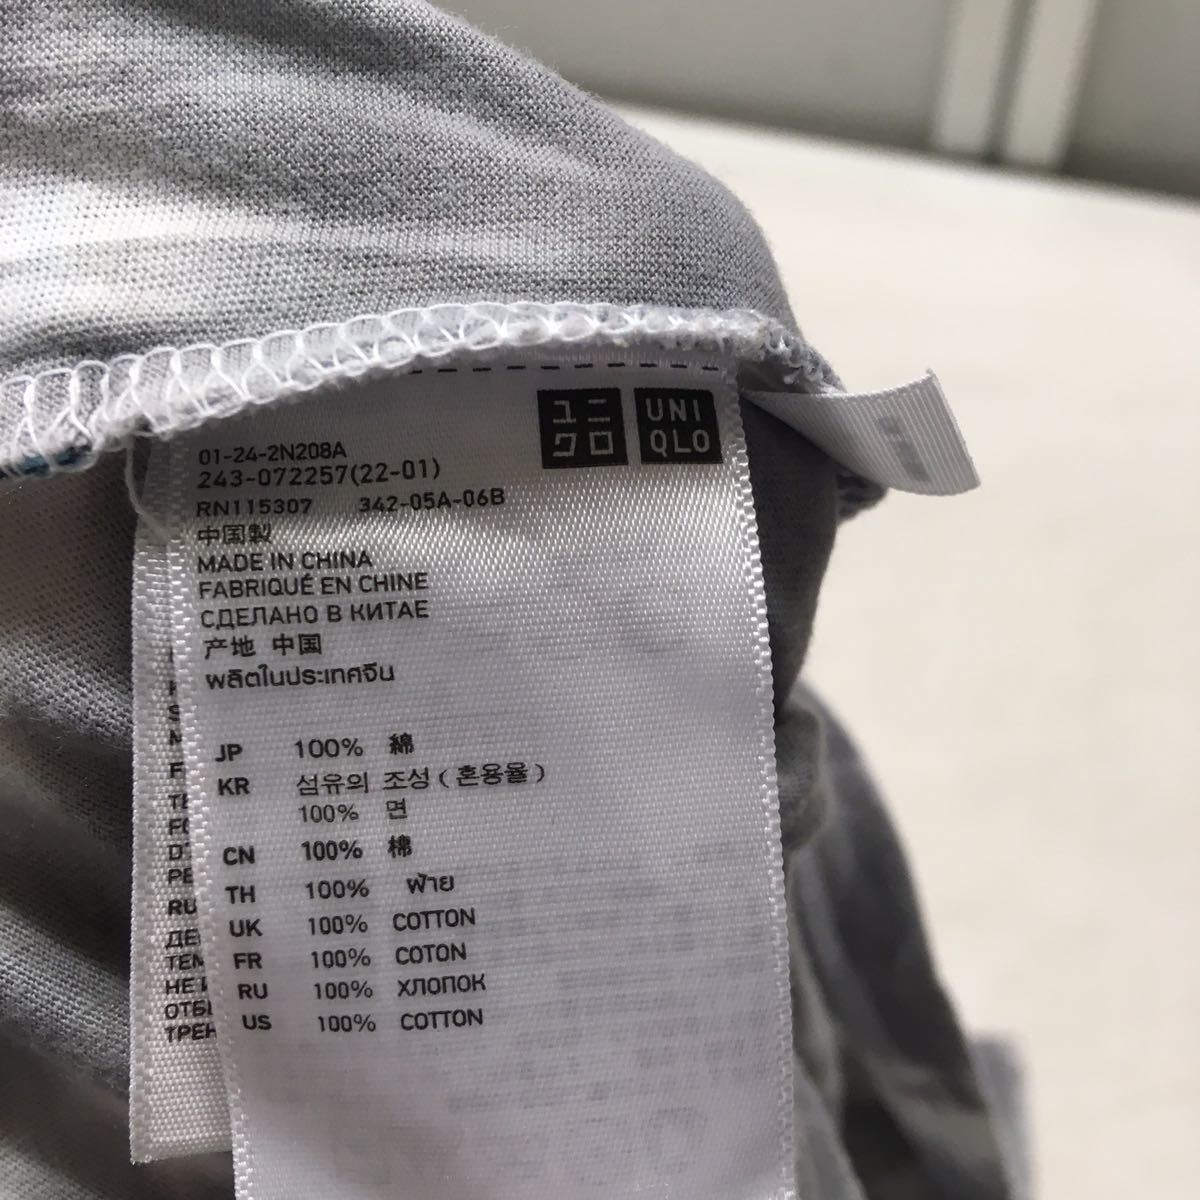 ユニ
クロ
UNI
QLO
01-24-2N208A
243-072257(22-01)
RN115307 342-05A-06B
中国製
MADE IN CHINA
FABRIQUÉ EN CHINE
СДЕЛАНО В КИТАЕ
产地 中国
ผลิตในประเทศจีน
JP 100% 綿
KR 섬유의 조성 ( 혼용율 )
100% 면
CN 100% 棉
TH 100% ฝ้าย
UK 100% COTTON
FR 100% COTON
RU 100% ХЛОПОК
US 100% COTTON
RU